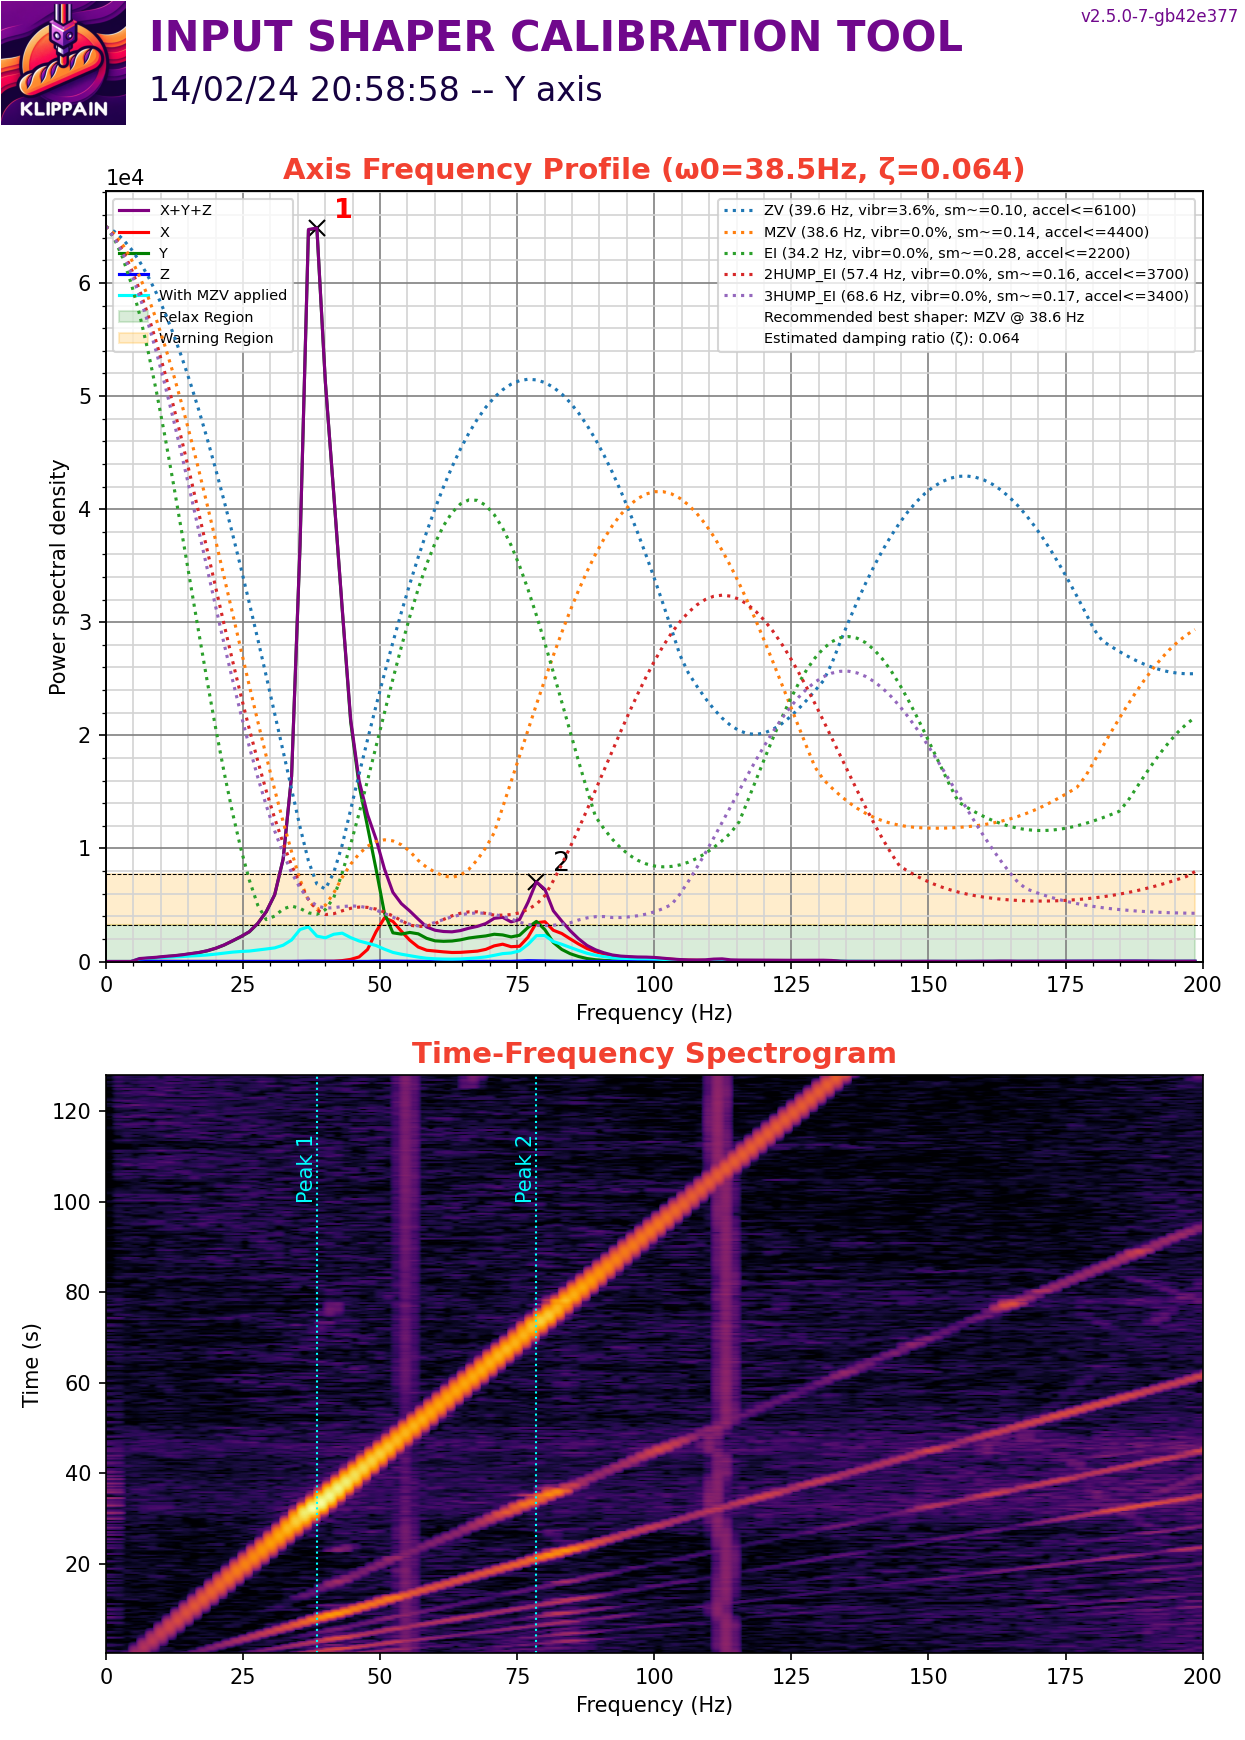 KLIPPAIN
INPUT SHAPER CALIBRATION TOOL
v2.5.0-7-gb42e377
14/02/24 20:58:58 -- Y axis
Axis Frequency Profile (ω0=38.5Hz, ζ=0.064)
1e4
X+Y+Z
X
Y
Z
With MZV applied
Relax Region
Warning Region
1
ZV (39.6 Hz, vibr=3.6%, sm~=0.10, accel<=6100)
MZV (38.6 Hz, vibr=0.0%, sm~=0.14, accel<=4400)
EI (34.2 Hz, vibr=0.0%, sm~=0.28, accel<=2200)
2HUMP_EI (57.4 Hz, vibr=0.0%, sm~=0.16, accel<=3700)
3HUMP_EI (68.6 Hz, vibr=0.0%, sm~=0.17, accel<=3400)
Recommended best shaper: MZV @ 38.6 Hz
Estimated damping ratio (ζ): 0.064
6
5
4
3
2
1
0
Power spectral density
2
0 25 50 75 100 125 150 175 200
Frequency (Hz)
Time-Frequency Spectrogram
120
100
80
60
40
20
Time (s)
Peak 1
Peak 2
0 25 50 75 100 125 150 175 200
Frequency (Hz)